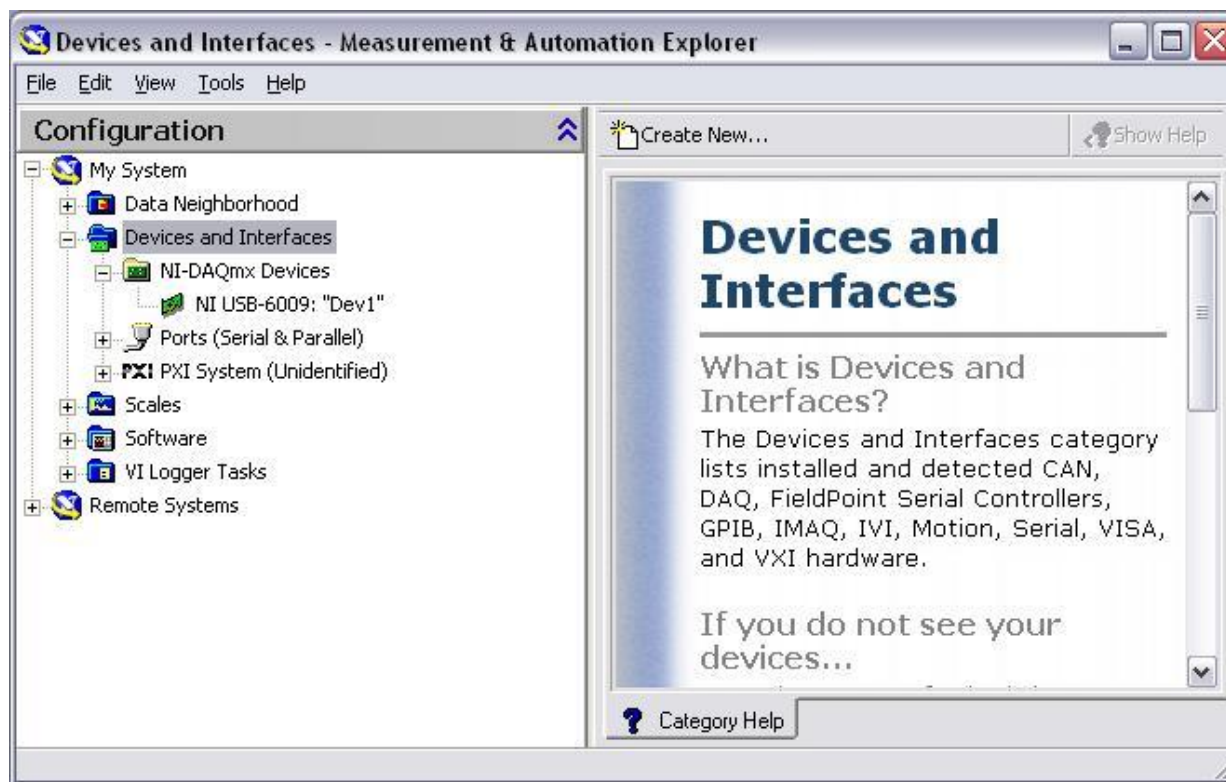 Devices and Interfaces - Measurement & Automation Explorer
File Edit View Tools Help
Configuration
My System
Data Neighborhood
Devices and Interfaces
NI-DAQmx Devices
NI USB-6009: "Dev1"
Ports (Serial & Parallel)
PXI PXI System (Unidentified)
Scales
Software
VI Logger Tasks
Remote Systems
Create New...
Show Help
Devices and
Interfaces
What is Devices and
Interfaces?
The Devices and Interfaces category
lists installed and detected CAN,
DAQ, FieldPoint Serial Controllers,
GPIB, IMAQ, IVI, Motion, Serial, VISA,
and VXI hardware.
If you do not see your
devices...
Category Help